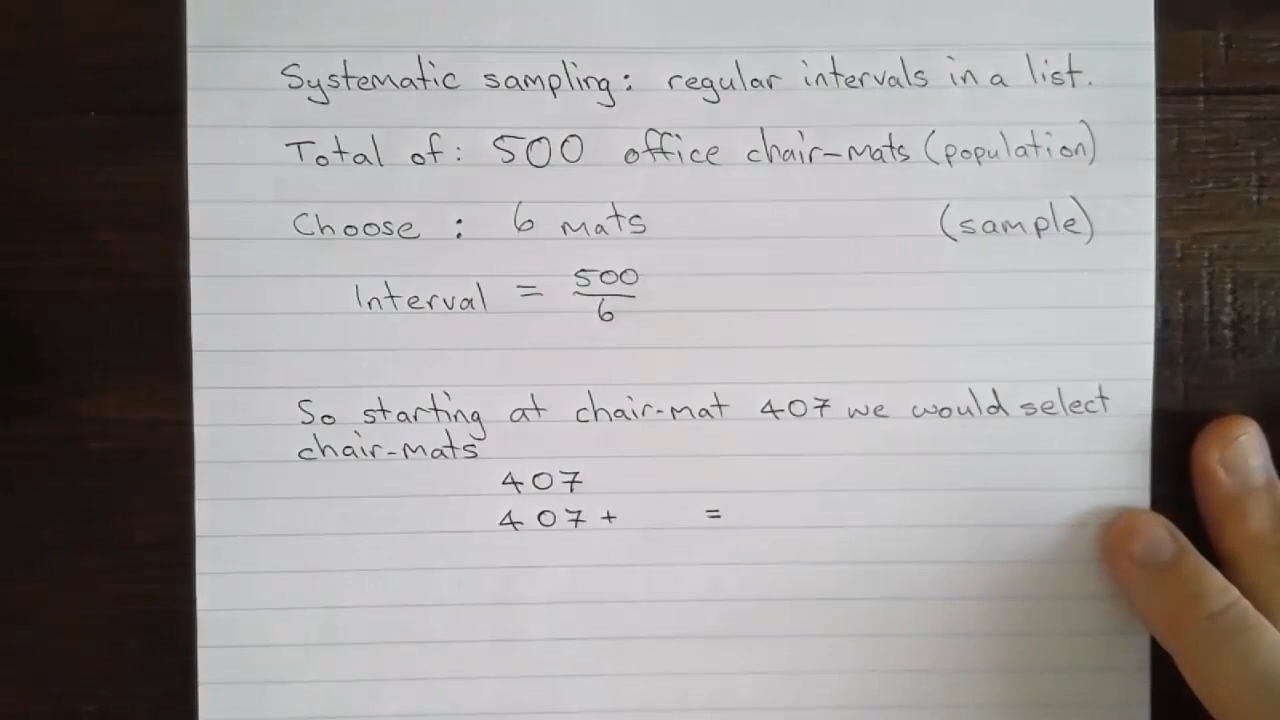 Systematic sampling: regular intervals in a list.
Total of: 500 office chair-mats (population)
Choose : 6 mats (sample)
Interval = 500/6
So starting at chair-mat 407 we would select
chair-mats
407
407 + =